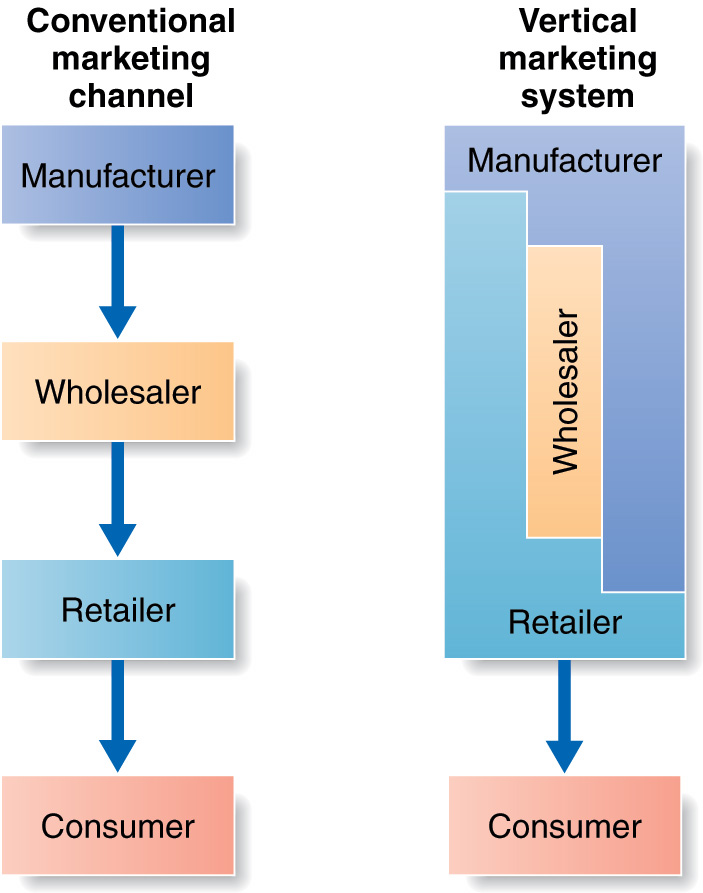 Conventional
marketing
channel
Manufacturer
Wholesaler
Retailer
Consumer
Vertical
marketing
system
Manufacturer
Wholesaler
Retailer
Consumer